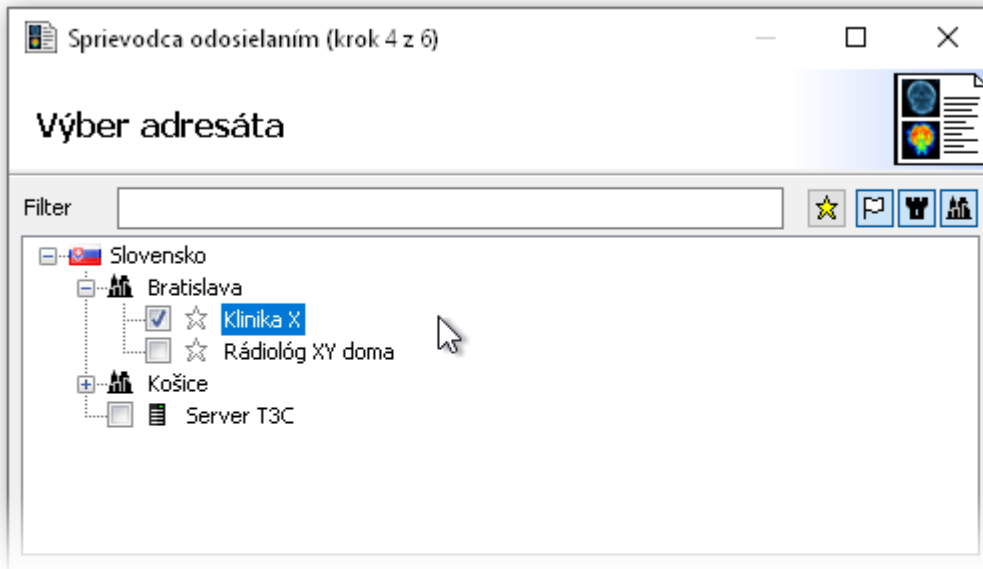 Sprievodca odosielaním (krok 4 z 6)
Výber adresáta
Filter
Slovensko
Bratislava
Klinika X
Rádiológ XY doma
Košice
Server T3C